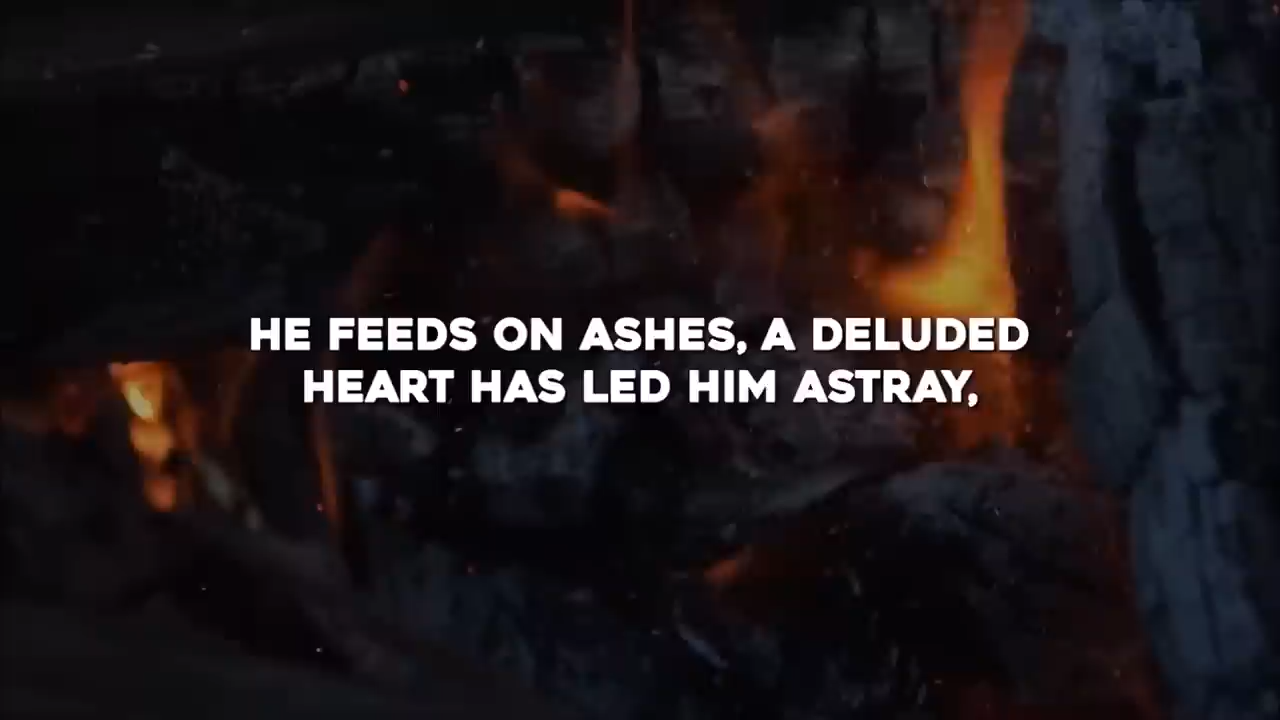 HE FEEDS ON ASHES, A DELUDED
HEART HAS LED HIM ASTRAY,